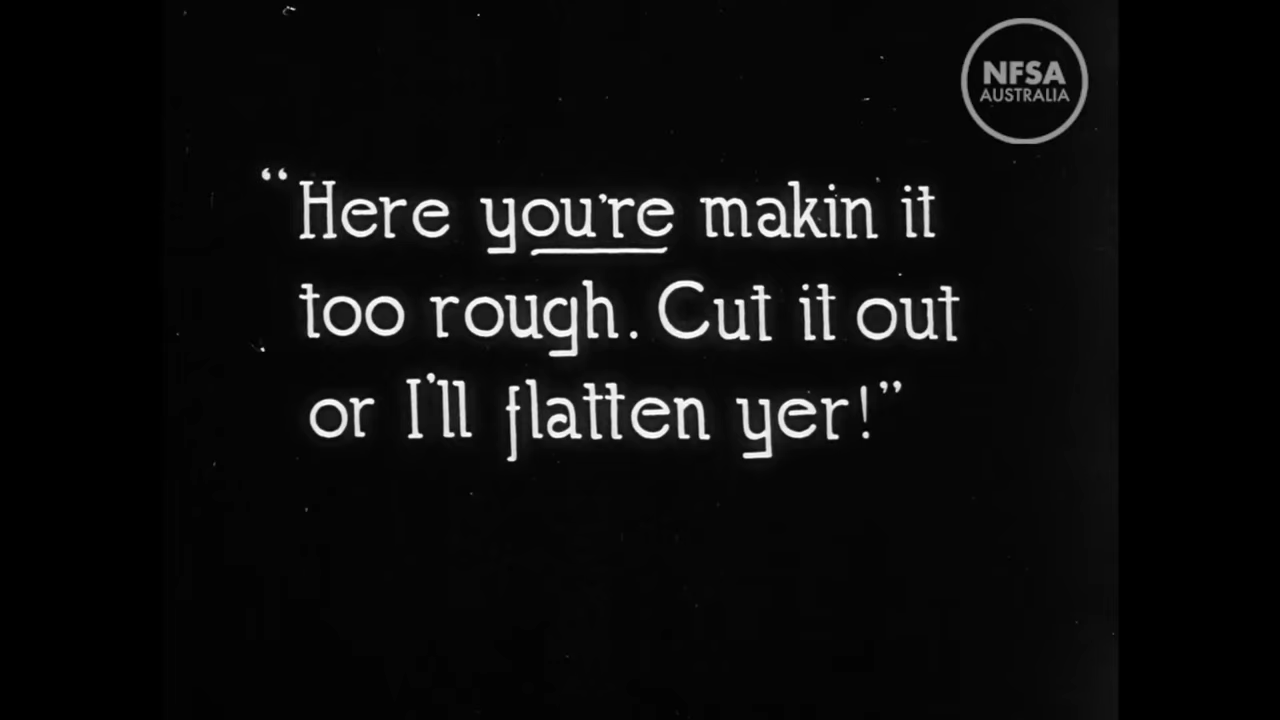 NFSA
AUSTRALIA
“Here you're makin it
too rough. Cut it out
or I'll flatten yer!”